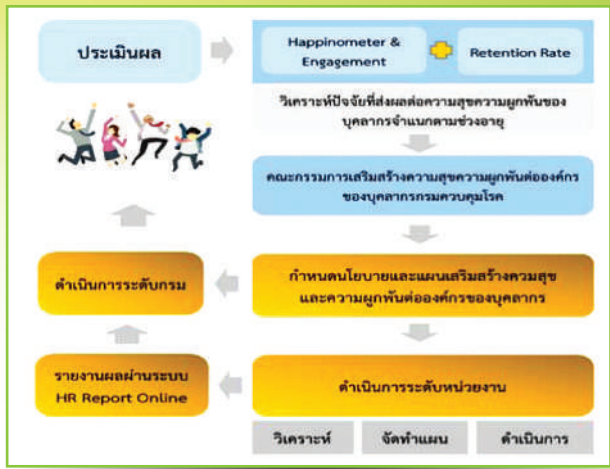 ประเมินผล
Happinometer &
Engagement
Retention Rate
วิเคราะห์ปัจจัยที่ส่งผลต่อความสุขความผูกพันของ
บุคลากรจำแนกตามช่วงอายุ
คณะกรรมการเสริมสร้างความสุขความผูกพันต่อองค์กร
ของบุคลากรกรมควบคุมโรค
ดำเนินการระดับกรม
กำหนดนโยบายและแผนเสริมสร้างควมสุข
และความผูกพันต่อองค์กรของบุคลากร
รายงานผลผ่านระบบ
HR Report Online
ดำเนินการระดับหน่วยงาน
วิเคราะห์
จัดทำแผน
ดำเนินการ